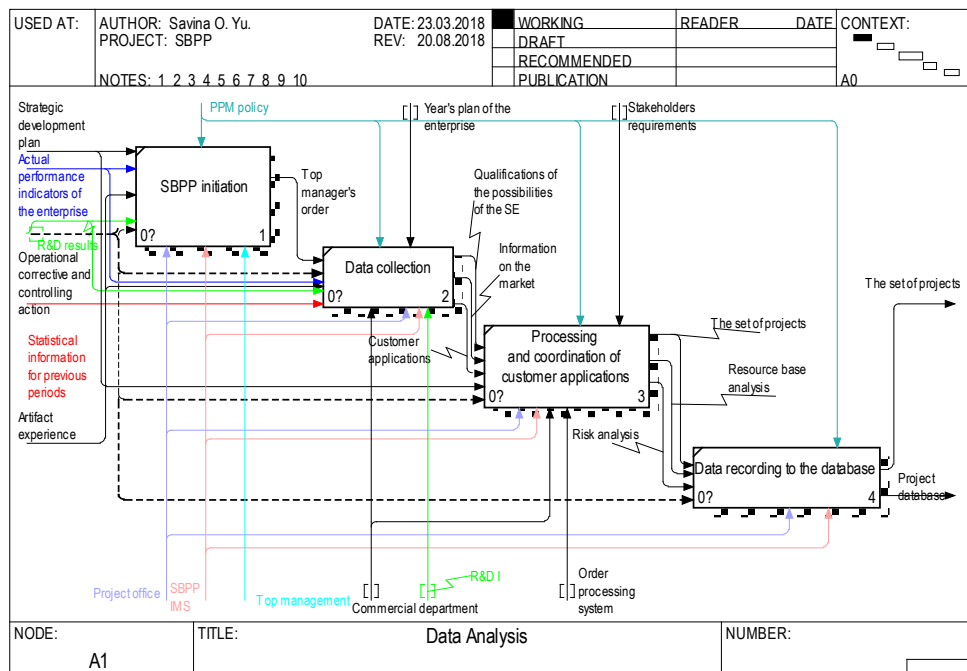 USED AT:
AUTHOR: Savina O. Yu.
DATE: 23.03.2018
PROJECT: SBPP
REV: 20.08.2018
NOTES: 1 2 3 4 5 6 7 8 9 10
WORKING
DRAFT
RECOMMENDED
PUBLICATION
READER
DATE
CONTEXT:
A0
Strategic
development
plan
Actual
performance
indicators of
the enterprise
R&D results
Operational
corrective and
controlling
action
Statistical
information
for previous
periods
Artifact
experience
PPM policy
Year's plan of the
enterprise
Stakeholders
requirements
SBPP initiation
0?
1
Top
manager's
order
Qualifications of
the possibilities
of the SE
Information
on the
market
Data collection
0?
2
Customer
applications
Processing
and coordination of
customer applications
0?
3
The set of projects
Resource base
analysis
Risk analysis
Data recording to the database
0?
4
The set of projects
Project
database
Project office
SBPP
IMS
Top management
Commercial department
R&D I
Order
processing
system
NODE:
A1
TITLE:
Data Analysis
NUMBER: